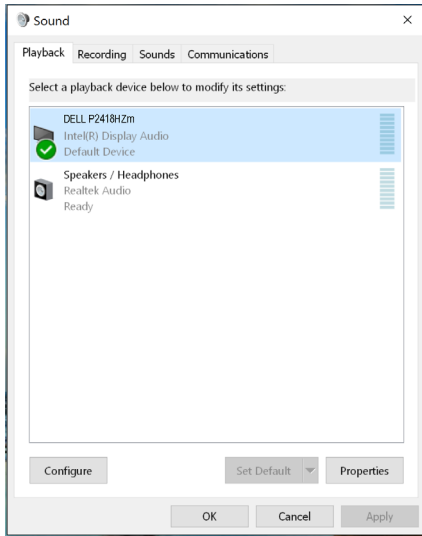 Sound
Playback Recording Sounds Communications
Select a playback device below to modify its settings:
DELL P2418HZm
Intel(R) Display Audio
Default Device
Speakers / Headphones
Realtek Audio
Ready
Configure Set Default Properties
OK Cancel Apply